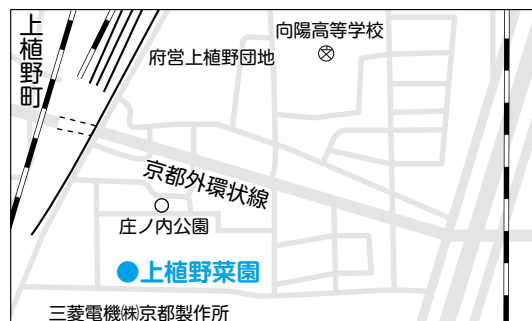 上植野町
向陽高等学校
府営上植野団地
京都外環状線
庄ノ内公園
上植野菜園
三菱電機㈱京都製作所